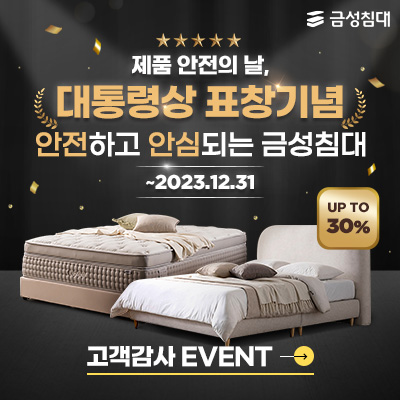 금성침대
제품 안전의 날,
대통령상 표창기념
안전하고 안심되는 금성침대
~2023.12.31
UP TO
30%
고객감사 EVENT